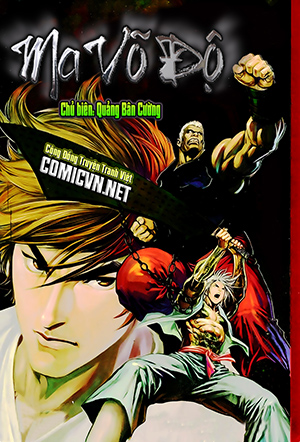 Ma Võ Độ
Chủ biên: Quảng Bân Cường
Cộng Đồng Truyện Tranh Việt
COMICVN.NET